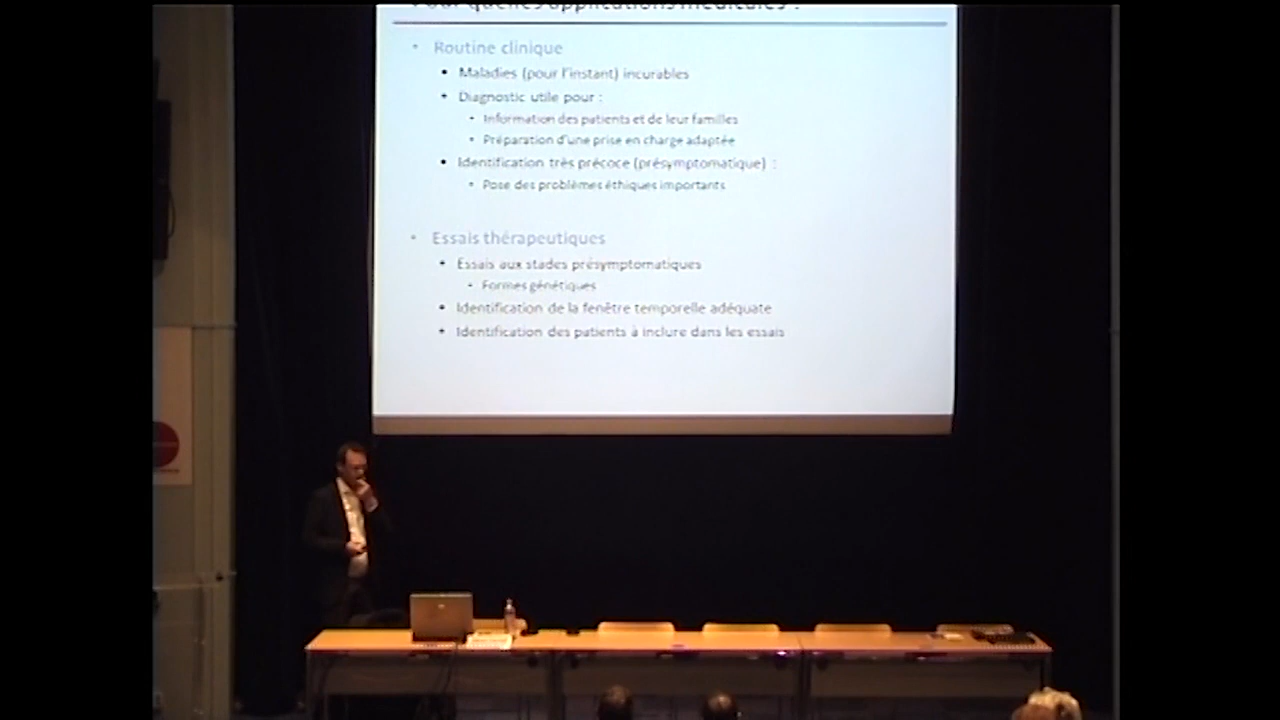 Pour quelles applications médicales ?
• Routine clinique
• Maladies (pour l'instant) incurables
• Diagnostic utile pour :
• Information des patients et de leur familles
• Préparation d'une prise en charge adaptée
• Identification très précoce (présymptomatique) :
• Pose des problèmes éthiques importants
• Essais thérapeutiques
• Essais aux stades présymptomatiques
• Formes génétiques
• Identification de la fenêtre temporelle adéquate
• Identification des patients à inclure dans les essais